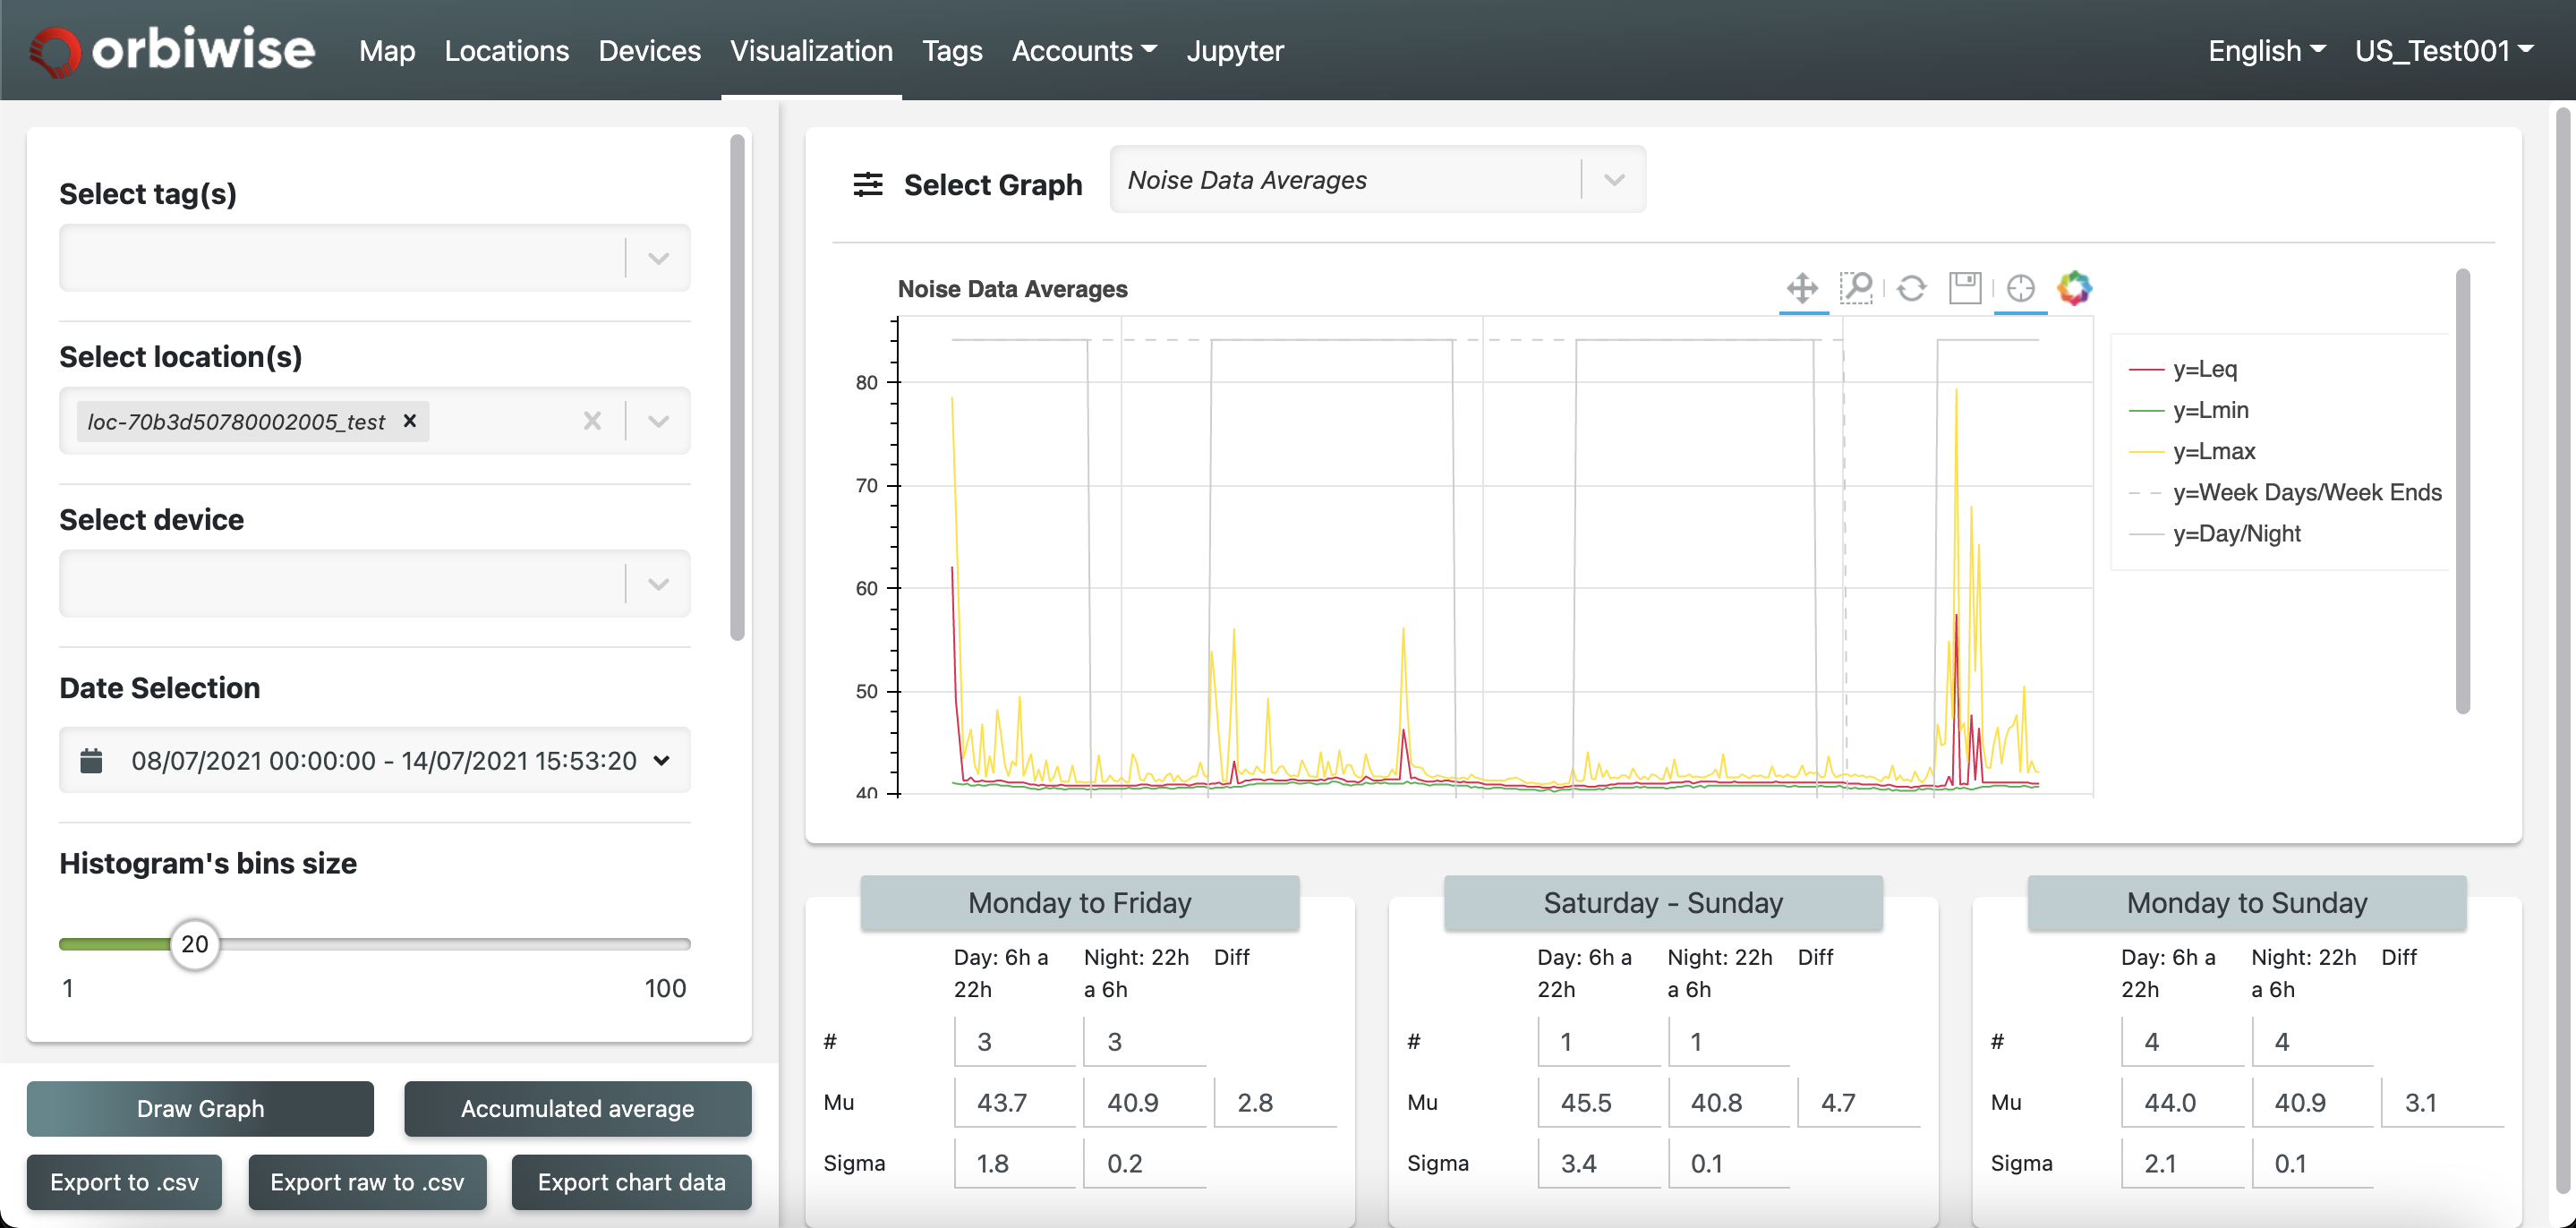 orbiwise Map Locations Devices Visualization Tags Accounts Jupyter English US_Test001
Select tag(s)
Select location(s)
loc-70b3d50780002005_test
Select device
Date Selection
08/07/2021 00:00:00 - 14/07/2021 15:53:20
Histogram's bins size
20
1 100
Draw Graph Accumulated average
Export to .csv Export raw to .csv Export chart data
Select Graph Noise Data Averages
Noise Data Averages
80
70
60
50
40
y=Leq
y=Lmin
y=Lmax
y=Week Days/Week Ends
y=Day/Night
Monday to Friday
Day: 6h a 22h Night: 22h a 6h Diff
# 3 3
Mu 43.7 40.9 2.8
Sigma 1.8 0.2
Saturday - Sunday
Day: 6h a 22h Night: 22h a 6h Diff
# 1 1
Mu 45.5 40.8 4.7
Sigma 3.4 0.1
Monday to Sunday
Day: 6h a 22h Night: 22h a 6h Diff
# 4 4
Mu 44.0 40.9 3.1
Sigma 2.1 0.1